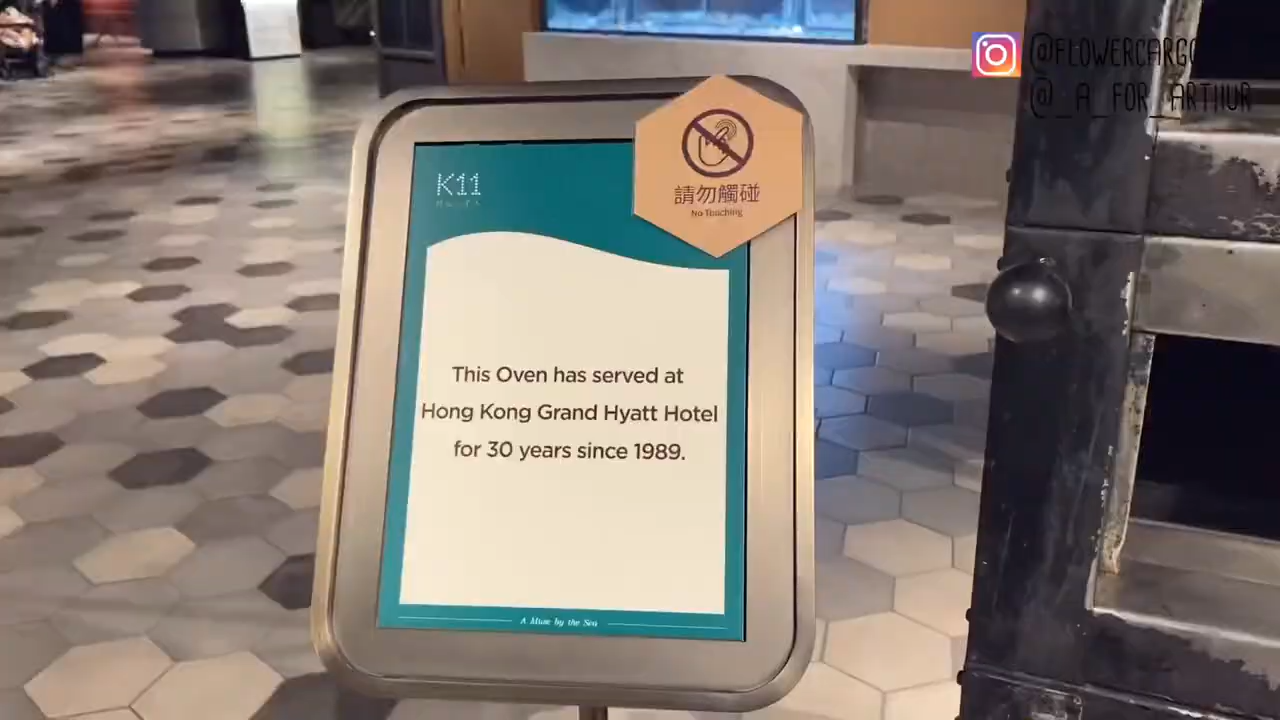 @FLOWERCARGO
@_A_FOR_ARTHUR
K11
請勿觸碰
No Touching
This Oven has served at
Hong Kong Grand Hyatt Hotel
for 30 years since 1989.
A Muse by the Sea